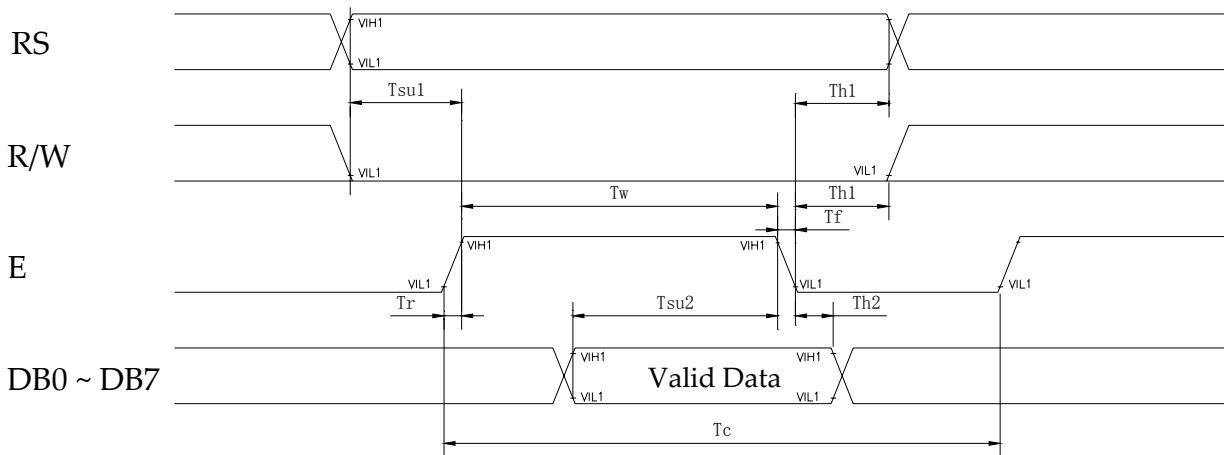 RS
VIH1
VIL1
Tsu1
Th1
R/W
VIL1
VIL1
Tw
Th1
Tf
E
VIH1
VIH1
VIL1
VIL1
VIL1
Tr
Tsu2
Th2
DB0 ~ DB7
VIH1
Valid Data
VIH1
VIL1
VIL1
Tc